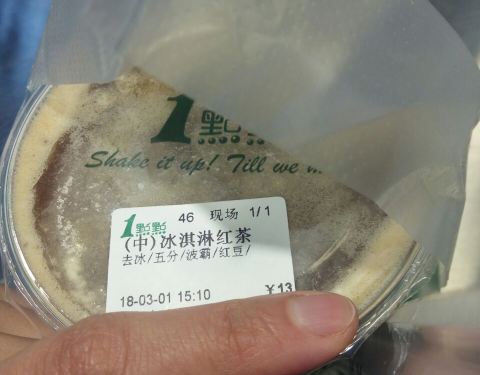 1點點
Shake it up! Till we m
1點點 46 现场 1/1
(中)冰淇淋红茶
去冰/五分/波霸/红豆/
18-03-01 15:10 ¥13